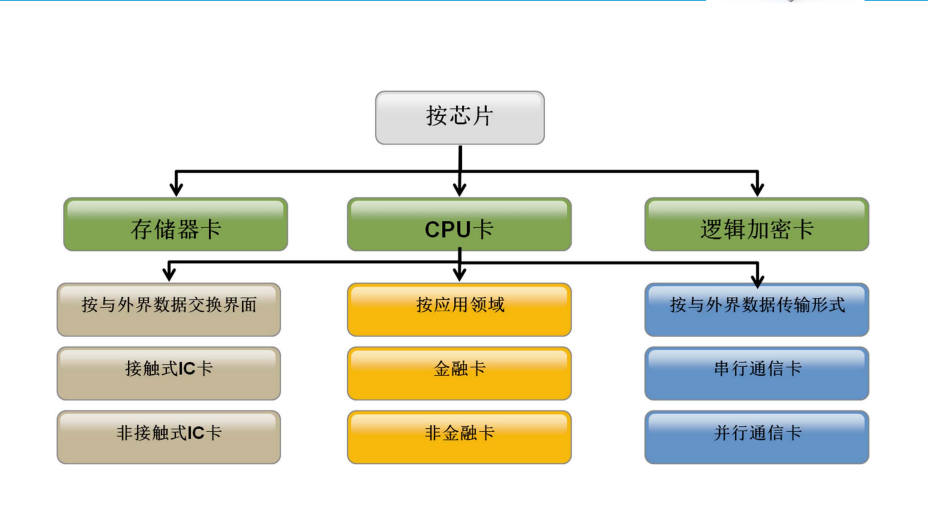 按芯片
存储器卡
CPU卡
逻辑加密卡
按与外界数据交换界面
按应用领域
按与外界数据传输形式
接触式IC卡
金融卡
串行通信卡
非接触式IC卡
非金融卡
并行通信卡